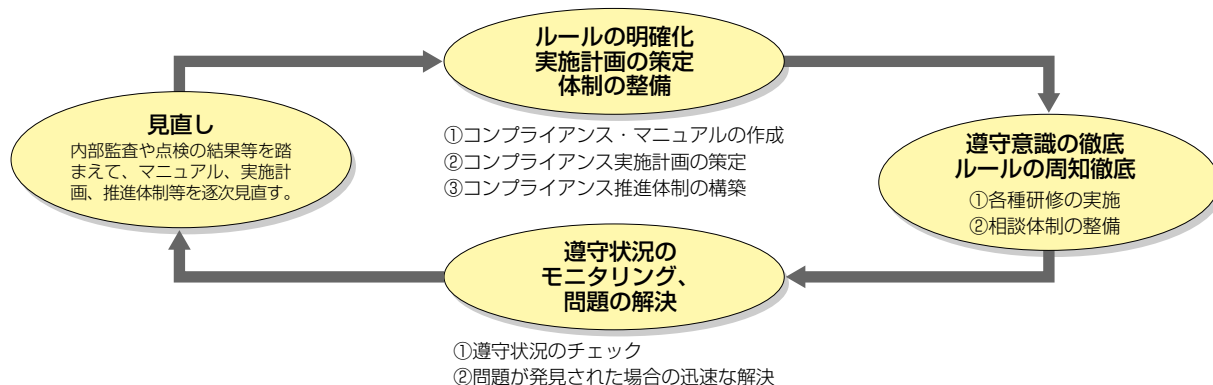 ルールの明確化
実施計画の策定
体制の整備
①コンプライアンス・マニュアルの作成
②コンプライアンス実施計画の策定
③コンプライアンス推進体制の構築
遵守意識の徹底
ルールの周知徹底
①各種研修の実施
②相談体制の整備
遵守状況の
モニタリング、
問題の解決
①遵守状況のチェック
②問題が発見された場合の迅速な解決
見直し
内部監査や点検の結果等を踏
まえて、マニュアル、実施計
画、推進体制等を逐次見直す。